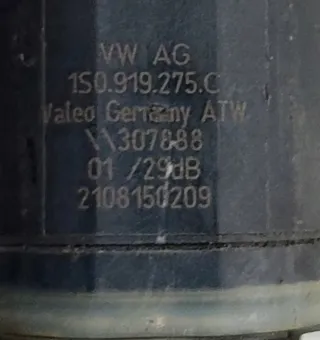 VW AG
1S0.919.275.C
Valeo Germany ATW
\\307888
01 /29dB
2108150209